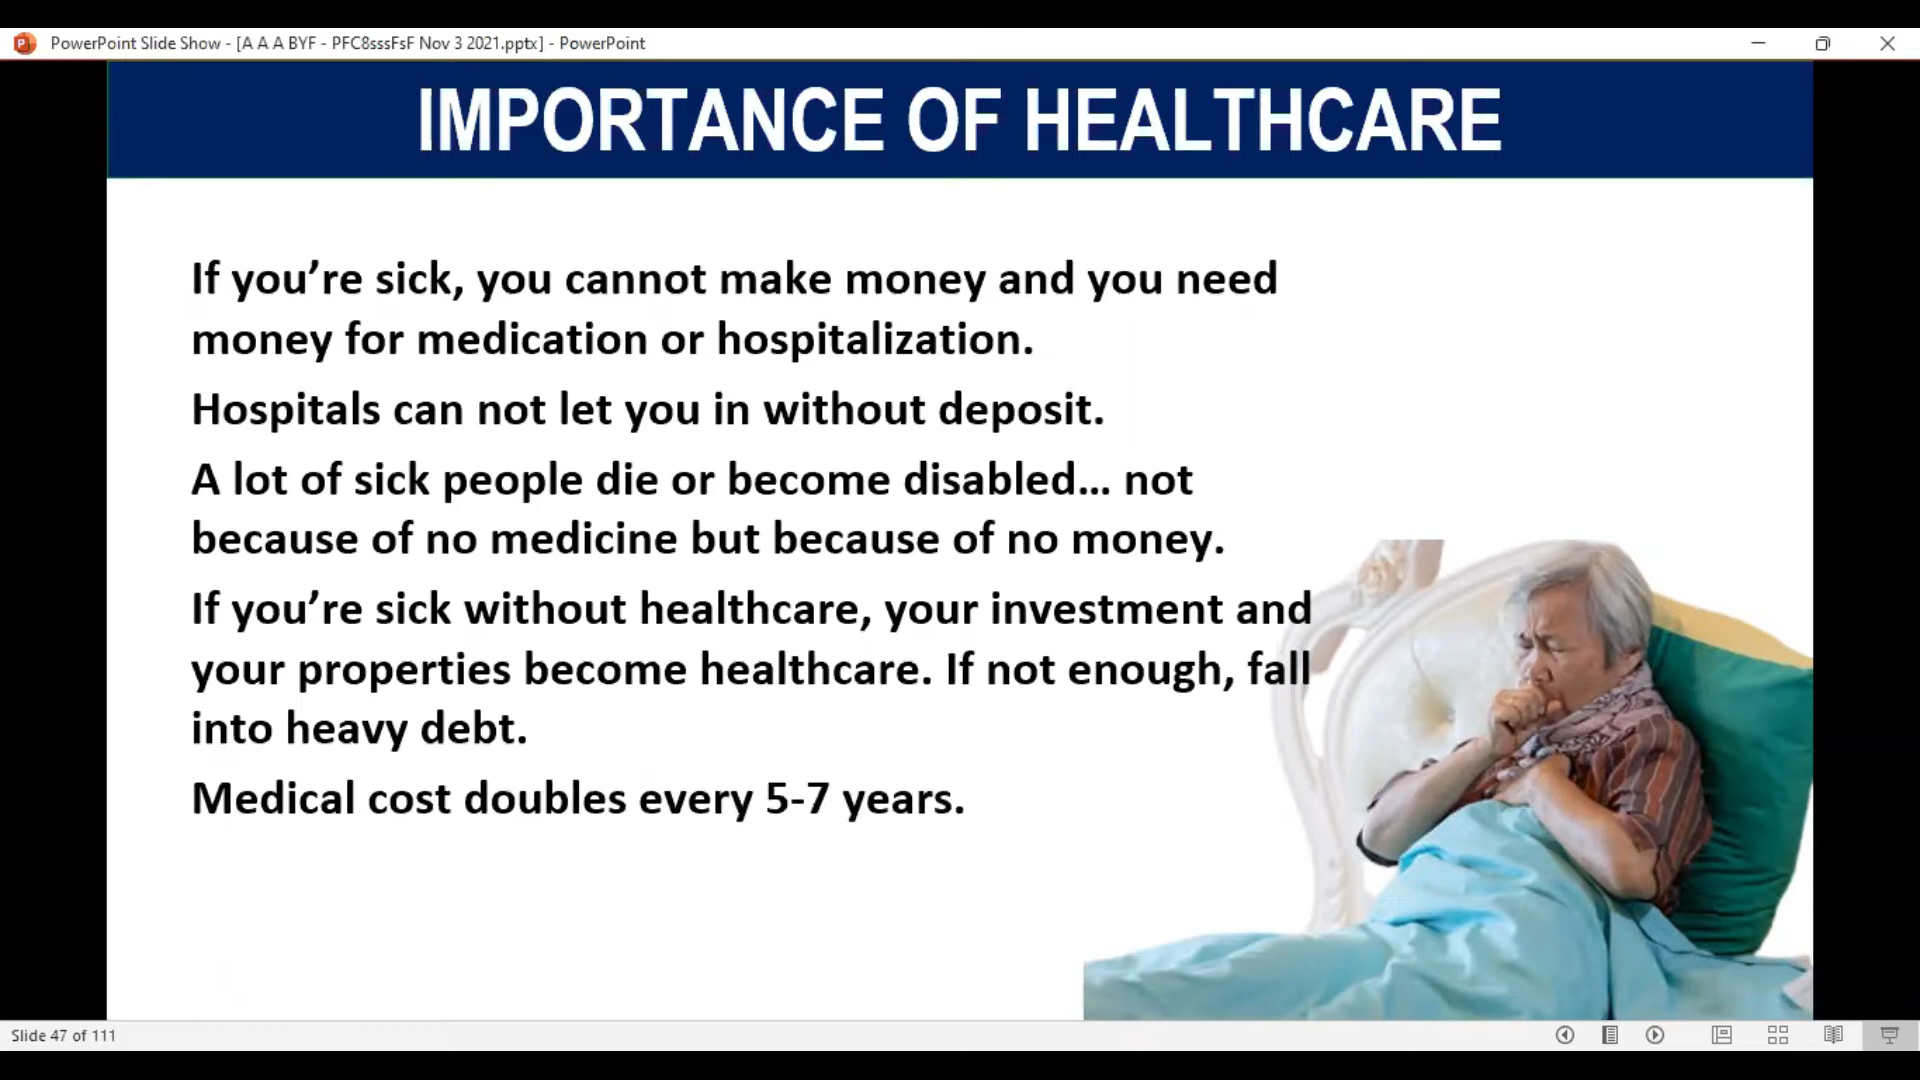 PowerPoint Slide Show - [A A A BYF - PFC8sssFsF Nov 3 2021.pptx] - PowerPoint
IMPORTANCE OF HEALTHCARE
If you’re sick, you cannot make money and you need
money for medication or hospitalization.
Hospitals can not let you in without deposit.
A lot of sick people die or become disabled... not
because of no medicine but because of no money.
If you’re sick without healthcare, your investment and
your properties become healthcare. If not enough, fall
into heavy debt.
Medical cost doubles every 5-7 years.
Slide 47 of 111